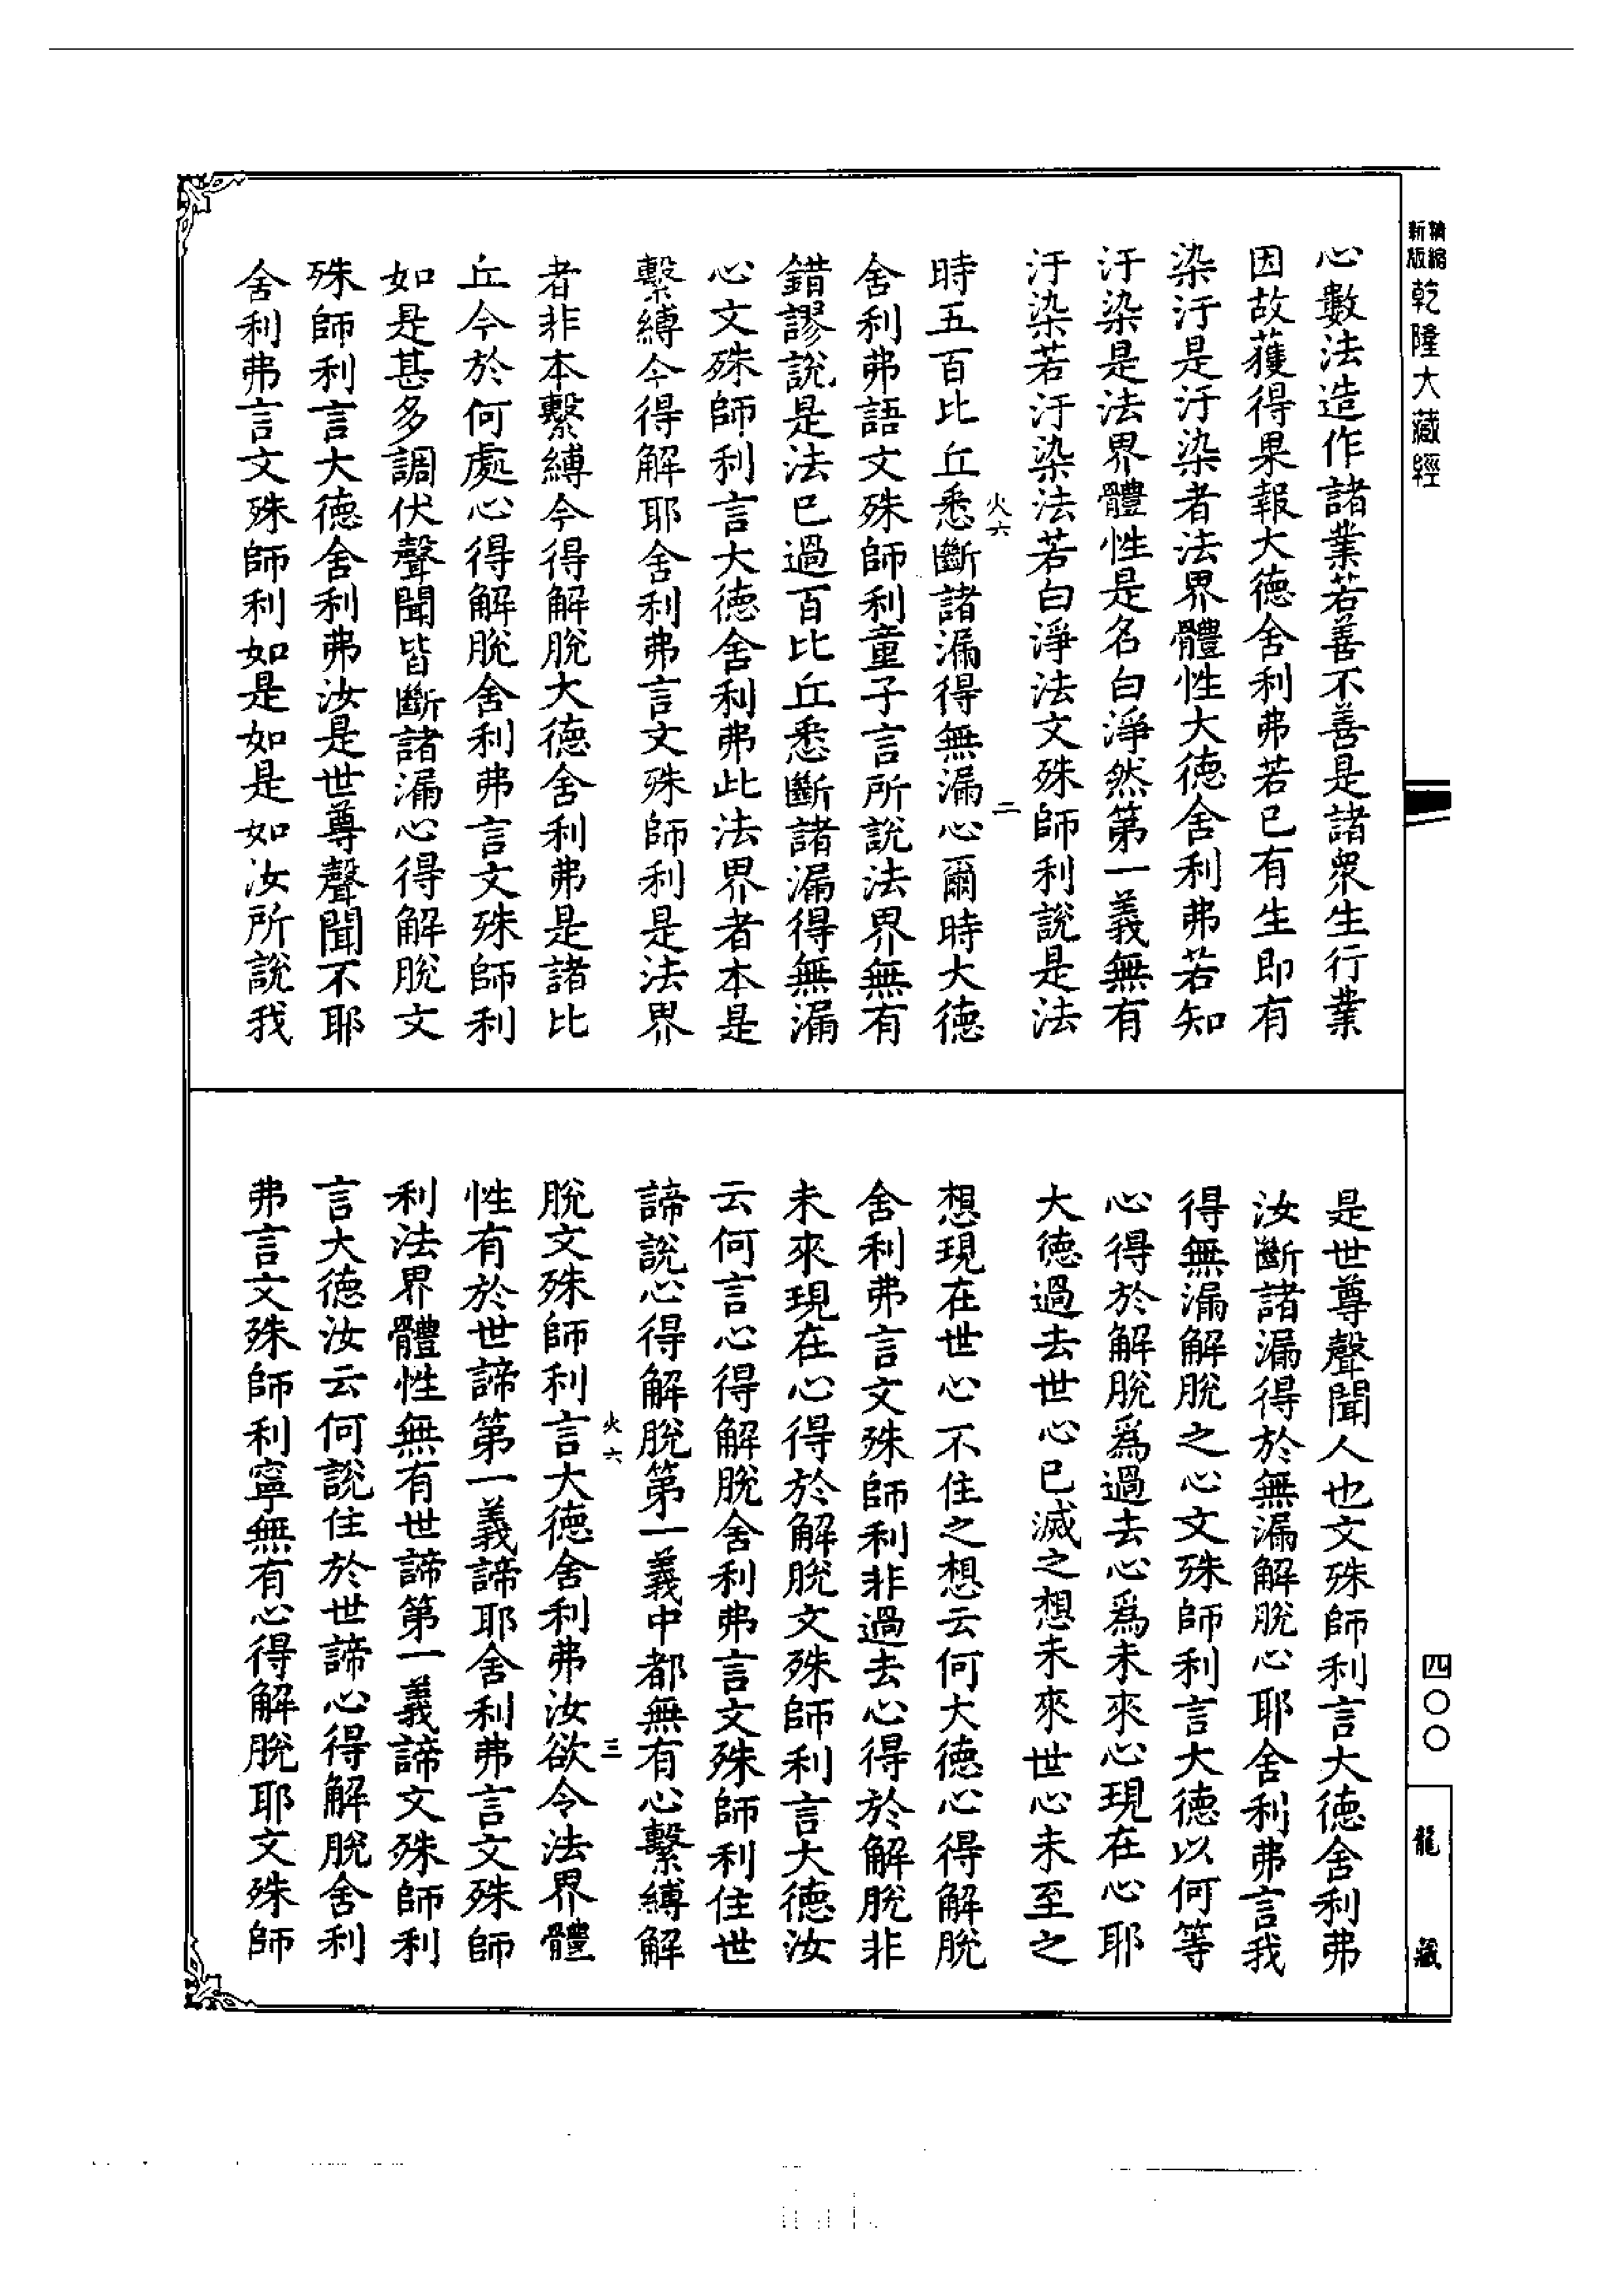 新版精縮乾隆大藏經
心數法造作諸業若善不善是諸衆生行業
因故獲得果報大德舍利弗若已有生即有
染汙是汙染者法界體性大德舍利弗若知
汙染是法界體性是名白淨然第一義無有
汙染若汙染法若白淨法文殊師利說是法
火六
二
時五百比丘悉斷諸漏得無漏心爾時大德
舍利弗語文殊師利童子言所說法界無有
錯謬說是法已過百比丘悉斷諸漏得無漏
心文殊師利言大德舍利弗此法界者本是
繫縛今得解耶舍利弗言文殊師利是法界
者非本繫縛今得解脫大德舍利弗是諸比
丘今於何處心得解脫舍利弗言文殊師利
如是甚多調伏聲聞皆斷諸漏心得解脫文
殊師利言大德舍利弗汝是世尊聲聞不耶
舍利弗言文殊師利如是如是如汝所說我
是世尊聲聞人也文殊師利言大德舍利弗
汝斷諸漏得於無漏解脫心耶舍利弗言我
得無漏解脫之心文殊師利言大德以何等
心得於解脫爲過去心爲未來心現在心耶
大德過去世心已滅之想未來世心未至之
想現在世心不住之想云何大德心得解脫
舍利弗言文殊師利非過去心得於解脫非
未來現在心得於解脫文殊師利言大德汝
云何言心得解脫舍利弗言文殊師利住世
諦說心得解脫第一義中都無有心繫縛解
火六
三
脫文殊師利言大德舍利弗汝欲令法界體
性有於世諦第一義諦耶舍利弗言文殊師
利法界體性無有世諦第一義諦文殊師利
言大德汝云何說住於世諦心得解脫舍利
弗言文殊師利寧無有心得解脫耶文殊師
四〇〇
龍藏